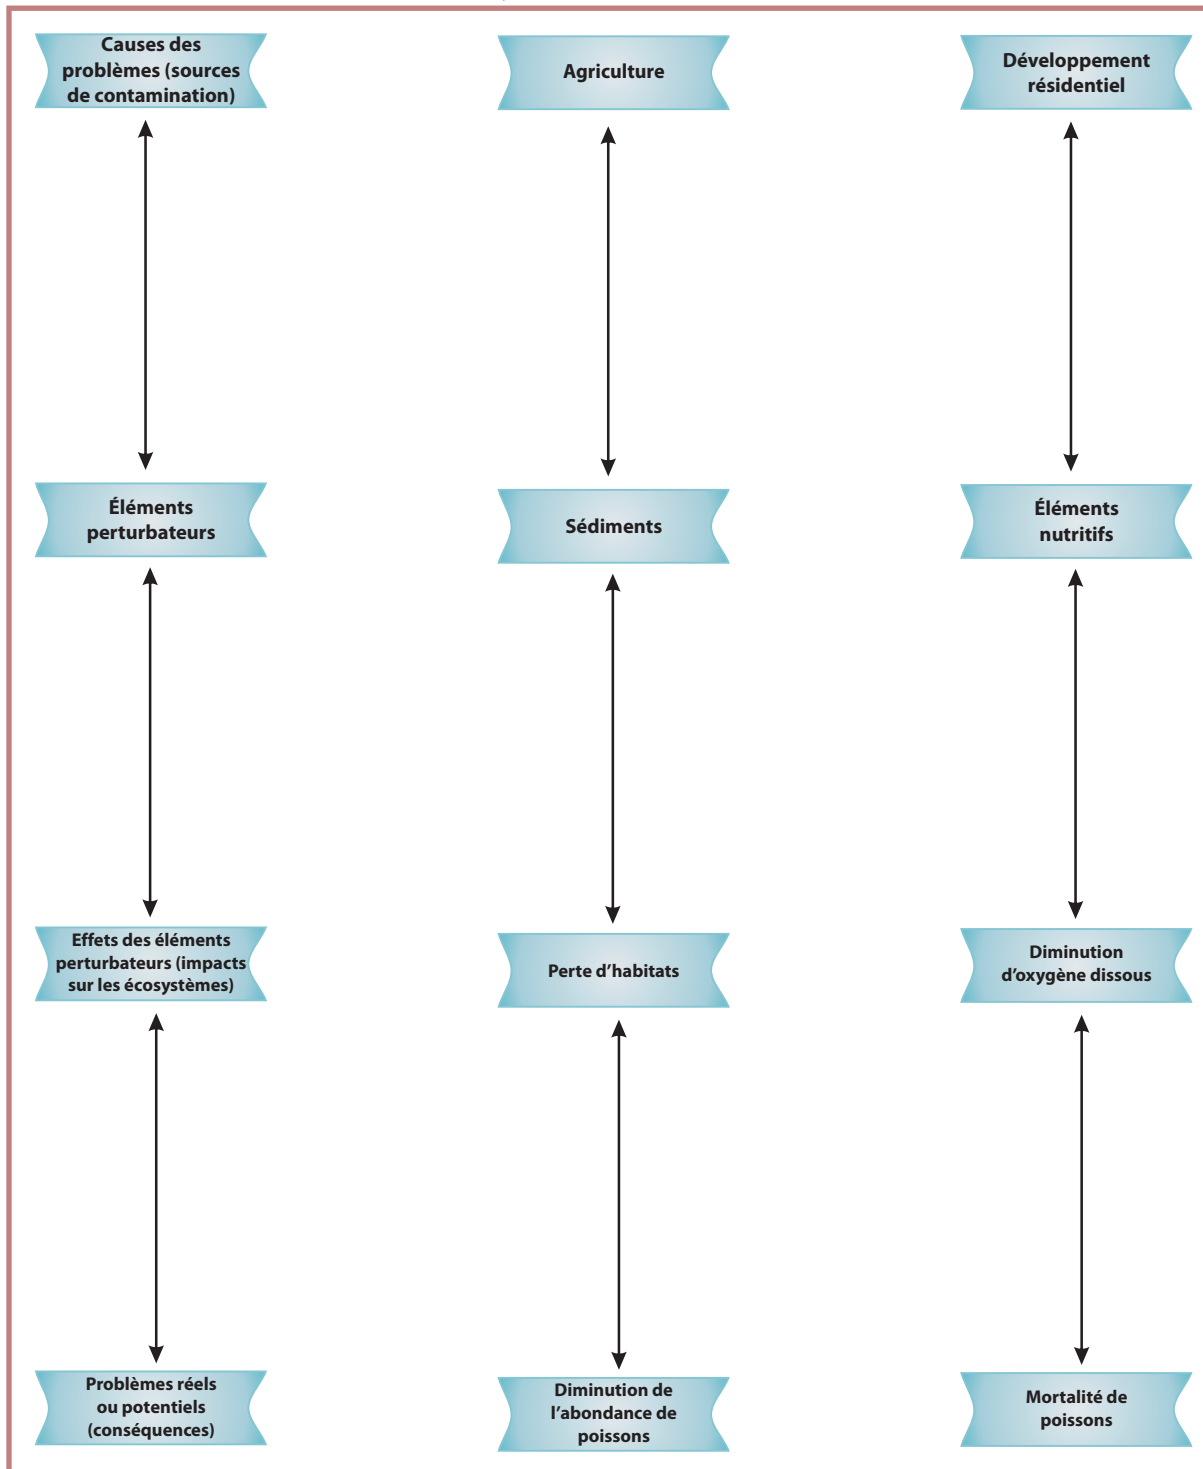 Causes des
problèmes (sources
de contamination)
Agriculture
Développement
résidentiel
Éléments
perturbateurs
Sédiments
Éléments
nutritifs
Effets des éléments
perturbateurs (impacts
sur les écosystèmes)
Perte d'habitats
Diminution
d'oxygène dissous
Problèmes réels
ou potentiels
(conséquences)
Diminution de
l'abondance de
poissons
Mortalité de
poissons